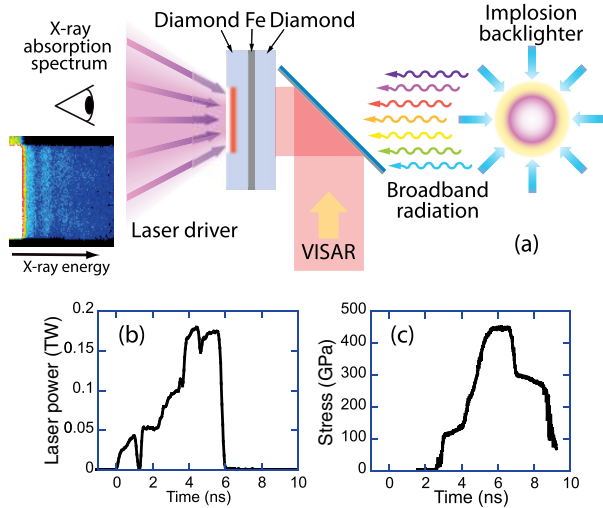 X-ray
absorption
spectrum
Diamond Fe Diamond
Implosion
backlighter
Laser driver
VISAR
Broadband
radiation
(a)
X-ray energy
(b)
Laser power (TW)
0.2
0.15
0.1
0.05
0
0 2 4 6 8 10
Time (ns)
(c)
Stress (GPa)
500
400
300
200
100
0
0 2 4 6 8 10
Time (ns)